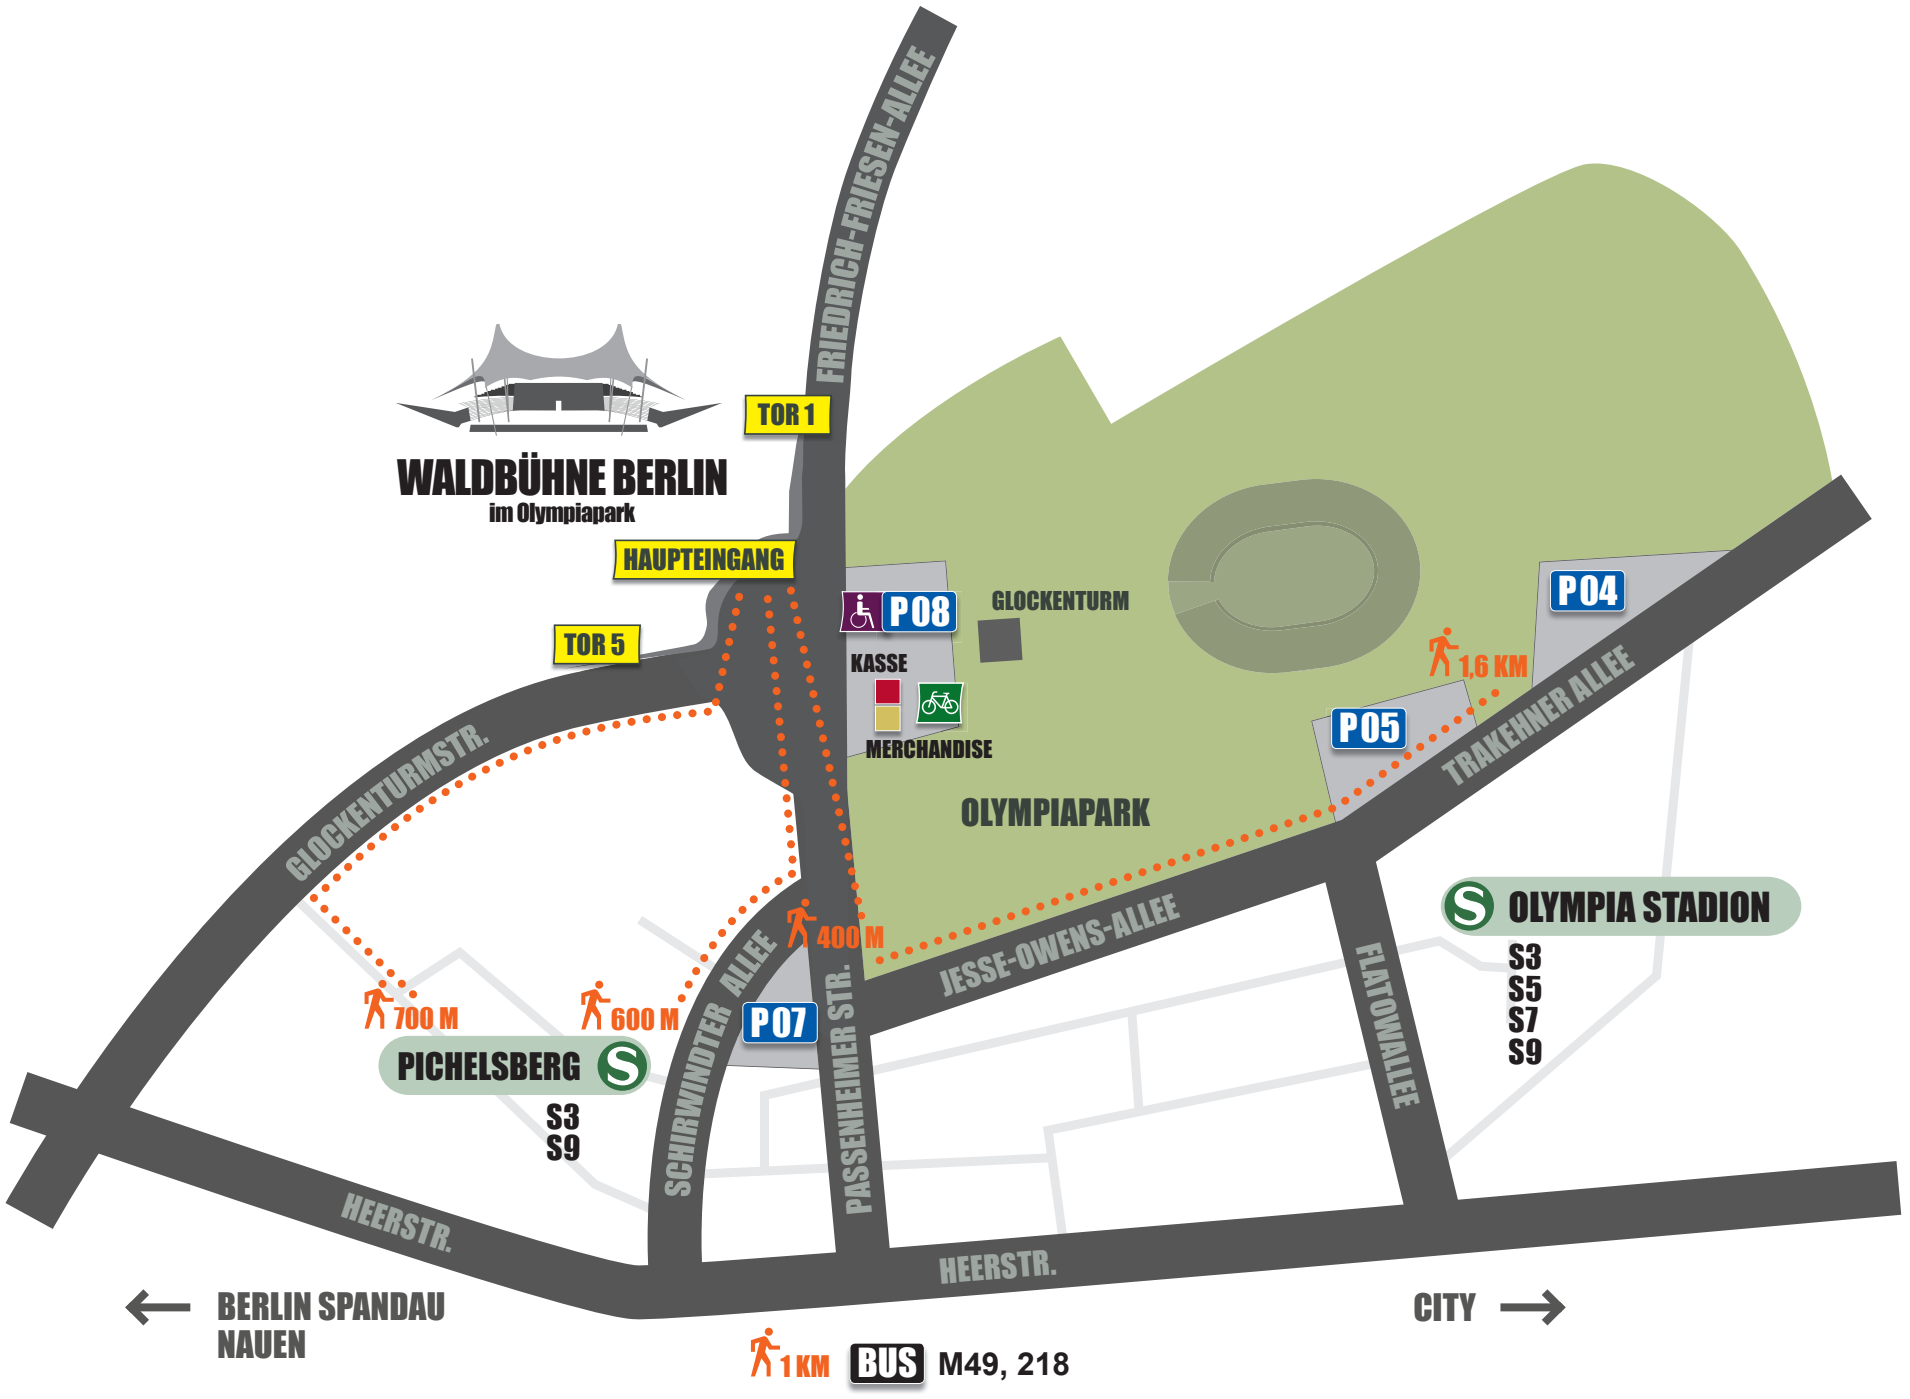 FRIEDRICH-FRIESEN-ALLEE
TOR 1
WALDBÜHNE BERLIN
im Olympiapark
HAUPTEINGANG
TOR 5
P08
GLOCKENTURM
KASSE
MERCHANDISE
P04
1,6 KM
P05
TRAKEHNER ALLEE
OLYMPIAPARK
GLOCKENTURMSTR.
400 M
JESSE-OWENS-ALLEE
S OLYMPIA STADION
S3
S5
S7
S9
FLATOWALLEE
700 M
600 M
P07
PICHELSBERG S
S3
S9
SCHIRWINDTER ALLEE
PASSENHEIMER STR.
HEERSTR.
HEERSTR.
BERLIN SPANDAU
NAUEN
CITY
1 KM BUS M49, 218